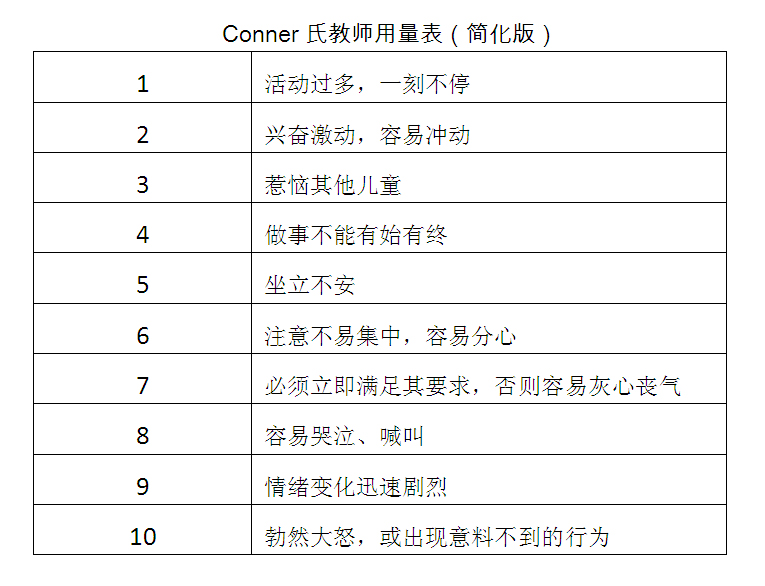 Conner 氏教师用量表（简化版）
1 活动过多，一刻不停
2 兴奋激动，容易冲动
3 惹恼其他儿童
4 做事不能有始有终
5 坐立不安
6 注意不易集中，容易分心
7 必须立即满足其要求，否则容易灰心丧气
8 容易哭泣、喊叫
9 情绪变化迅速剧烈
10 勃然大怒，或出现意料不到的行为